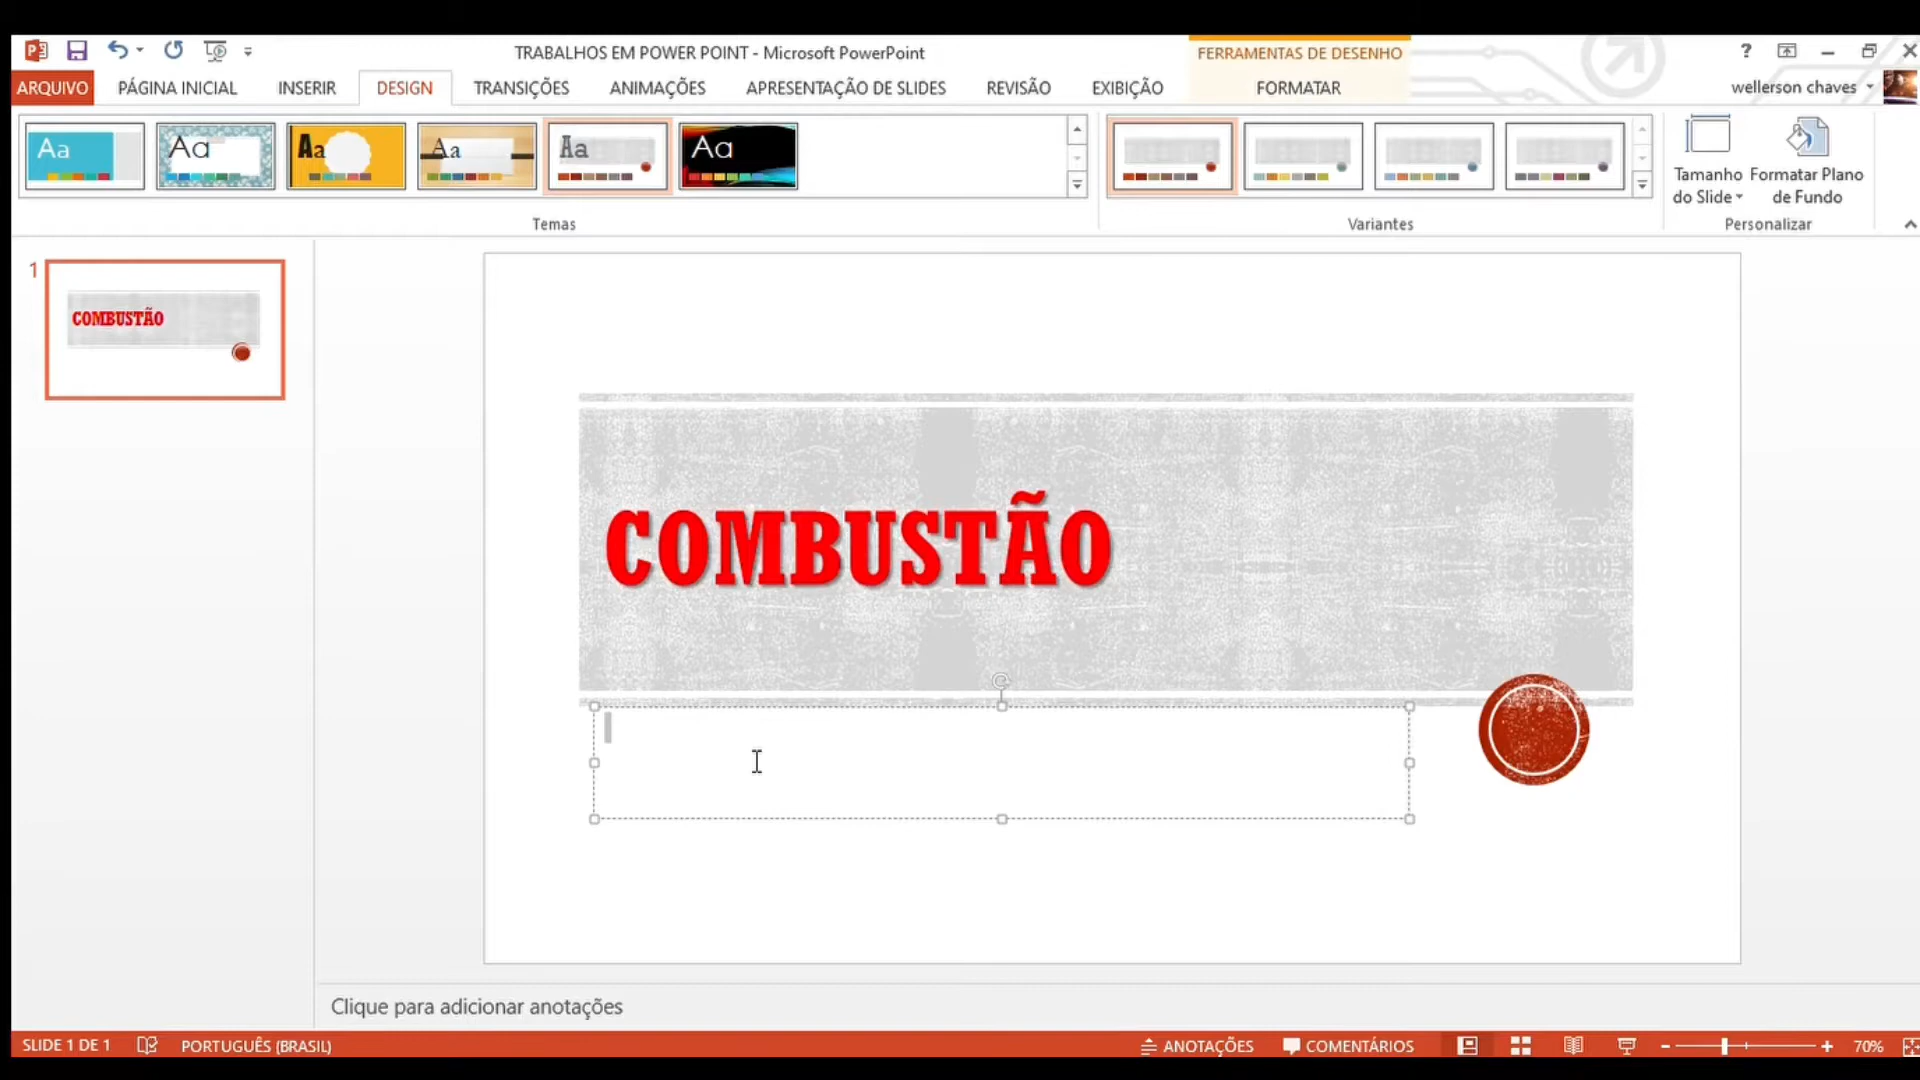 TRABALHOS EM POWER POINT - Microsoft PowerPoint
FERRAMENTAS DE DESENHO
?
ARQUIVO
PÁGINA INICIAL
INSERIR
DESIGN
TRANSIÇÕES
ANIMAÇÕES
APRESENTAÇÃO DE SLIDES
REVISÃO
EXIBIÇÃO
FORMATAR
wellerson chaves
Aa
Aa
Aa
Aa
Aa
Aa
Tamanho do Slide
Formatar Plano de Fundo
Temas
Variantes
Personalizar
1
COMBUSTÃO
COMBUSTÃO
Clique para adicionar anotações
SLIDE 1 DE 1
PORTUGUÊS (BRASIL)
ANOTAÇÕES
COMENTÁRIOS
70%